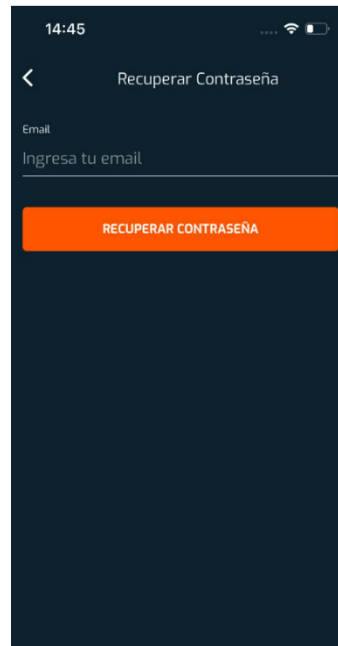 14:45
Recuperar Contraseña
Email
Ingresa tu email
RECUPERAR CONTRASEÑA